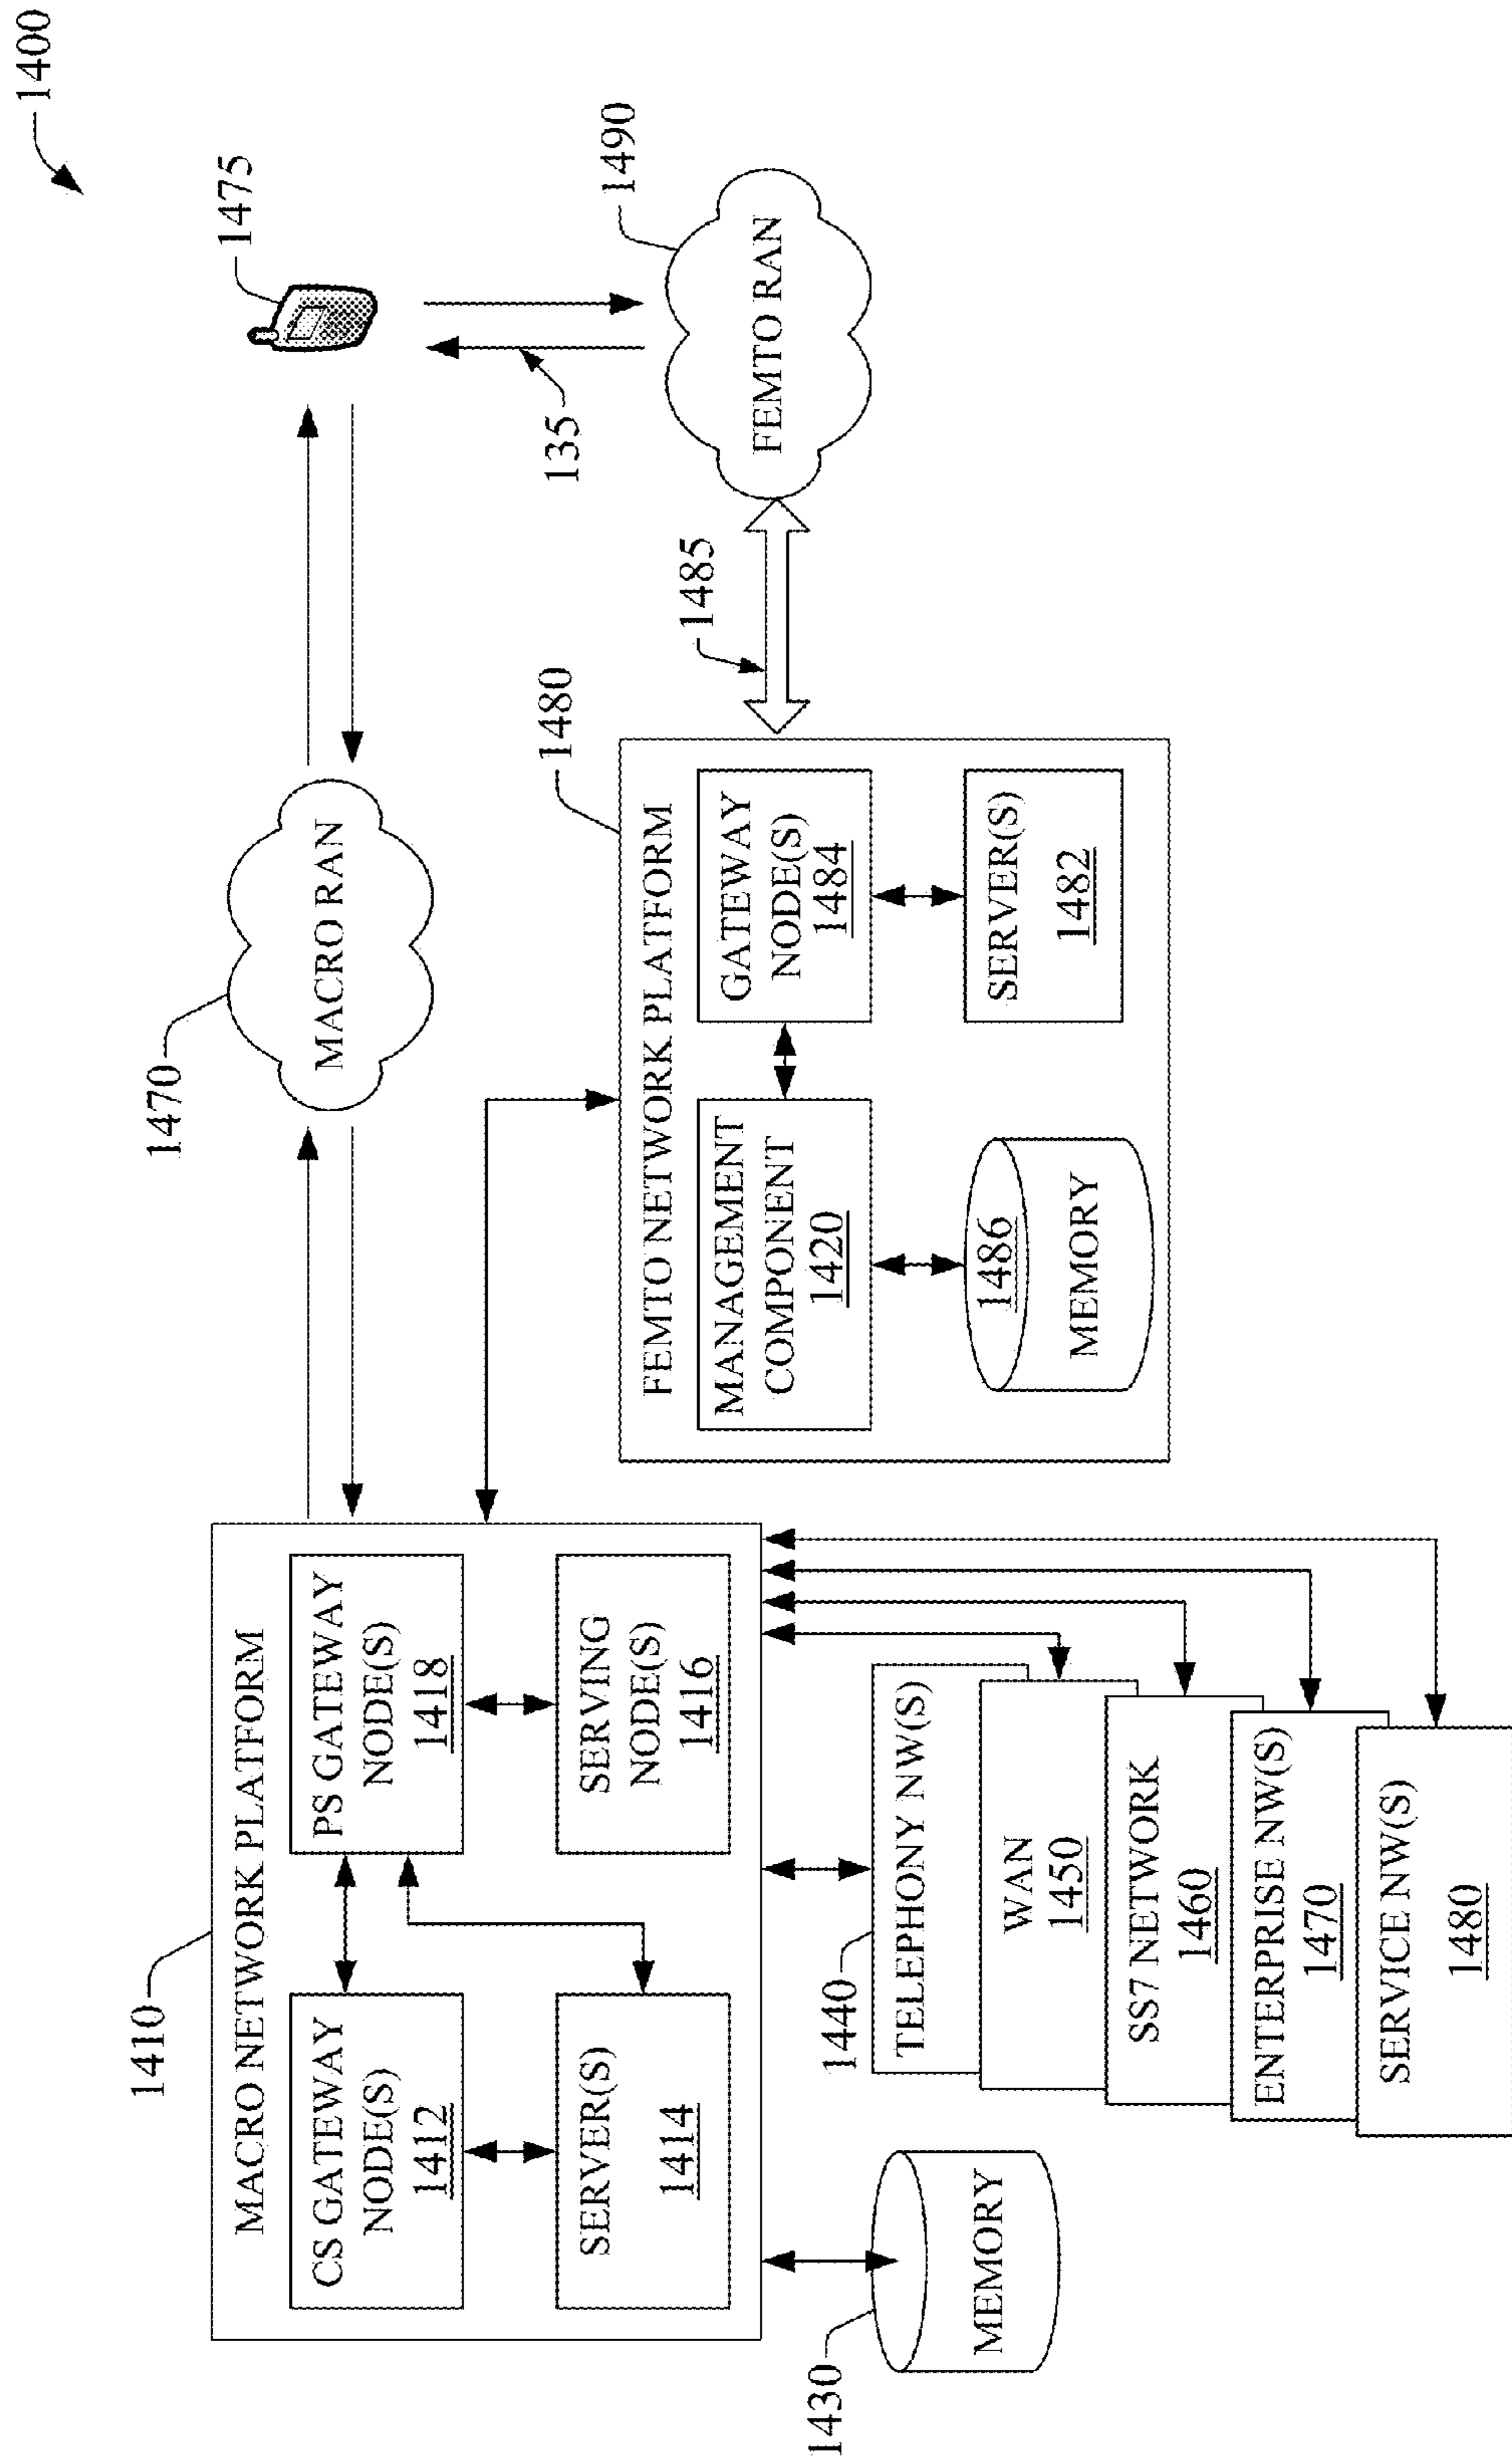 1400
1475
1470
MACRO RAN
1410
MACRO NETWORK PLATFORM
CS GATEWAY
NODE(S)
1412
PS GATEWAY
NODE(S)
1418
SERVER(S)
1414
SERVING
NODE(S)
1416
135
1490
FEMTO RAN
1485
1480
FEMTO NETWORK PLATFORM
MANAGEMENT
COMPONENT
1420
GATEWAY
NODE(S)
1484
1486
MEMORY
SERVER(S)
1482
1430
MEMORY
1440
TELEPHONY NW(S)
WAN
1450
SS7 NETWORK
1460
ENTERPRISE NW(S)
1470
SERVICE NW(S)
1480